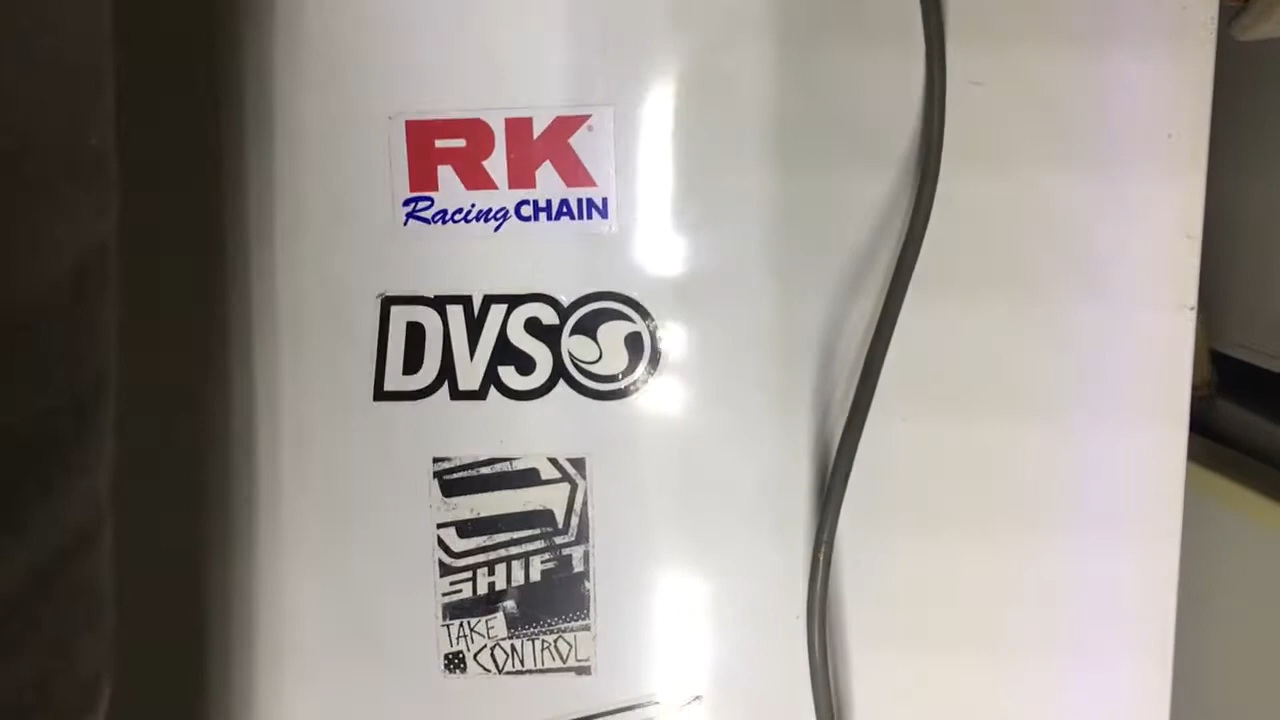 RK®
Racing CHAIN
DVS
SHIFT
TAKE
CONTROL